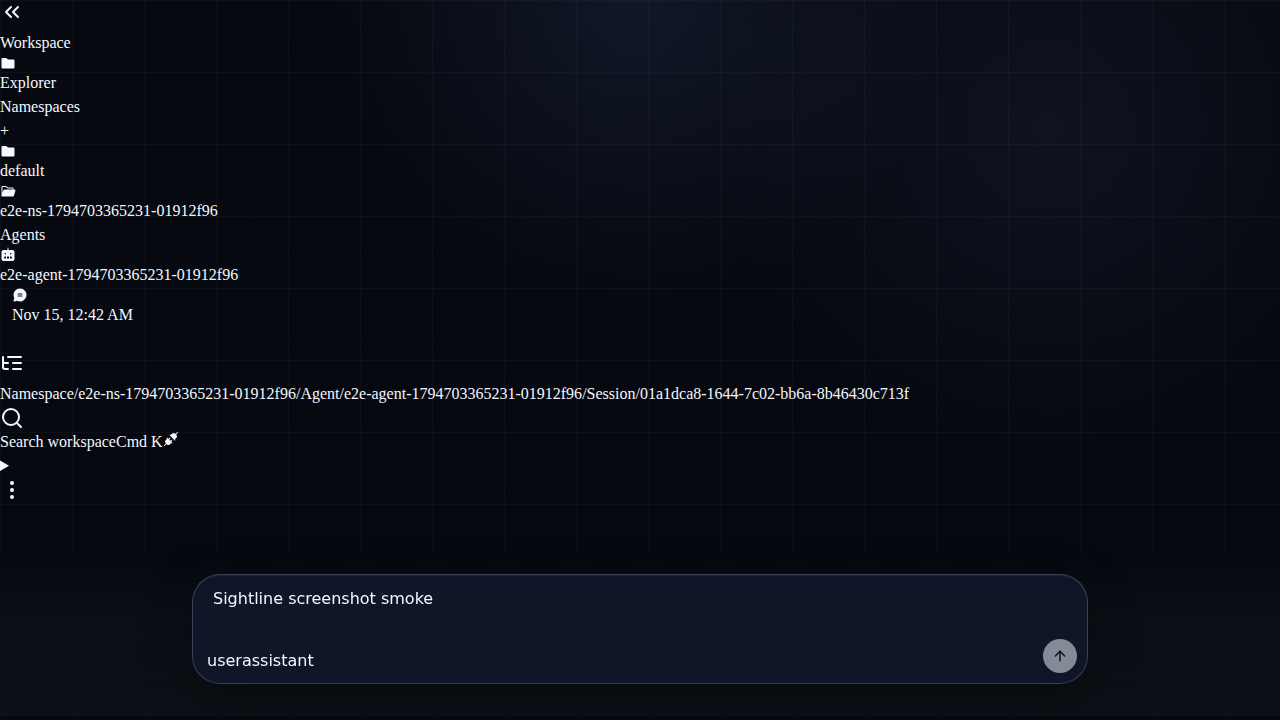 Workspace
Explorer
Namespaces
+
default
e2e-ns-1794703365231-01912f96
Agents
e2e-agent-1794703365231-01912f96
Nov 15, 12:42 AM
Namespace/e2e-ns-1794703365231-01912f96/Agent/e2e-agent-1794703365231-01912f96/Session/01a1dca8-1644-7c02-bb6a-8b46430c713f
Search workspaceCmd K
Sightline screenshot smoke
userassistant